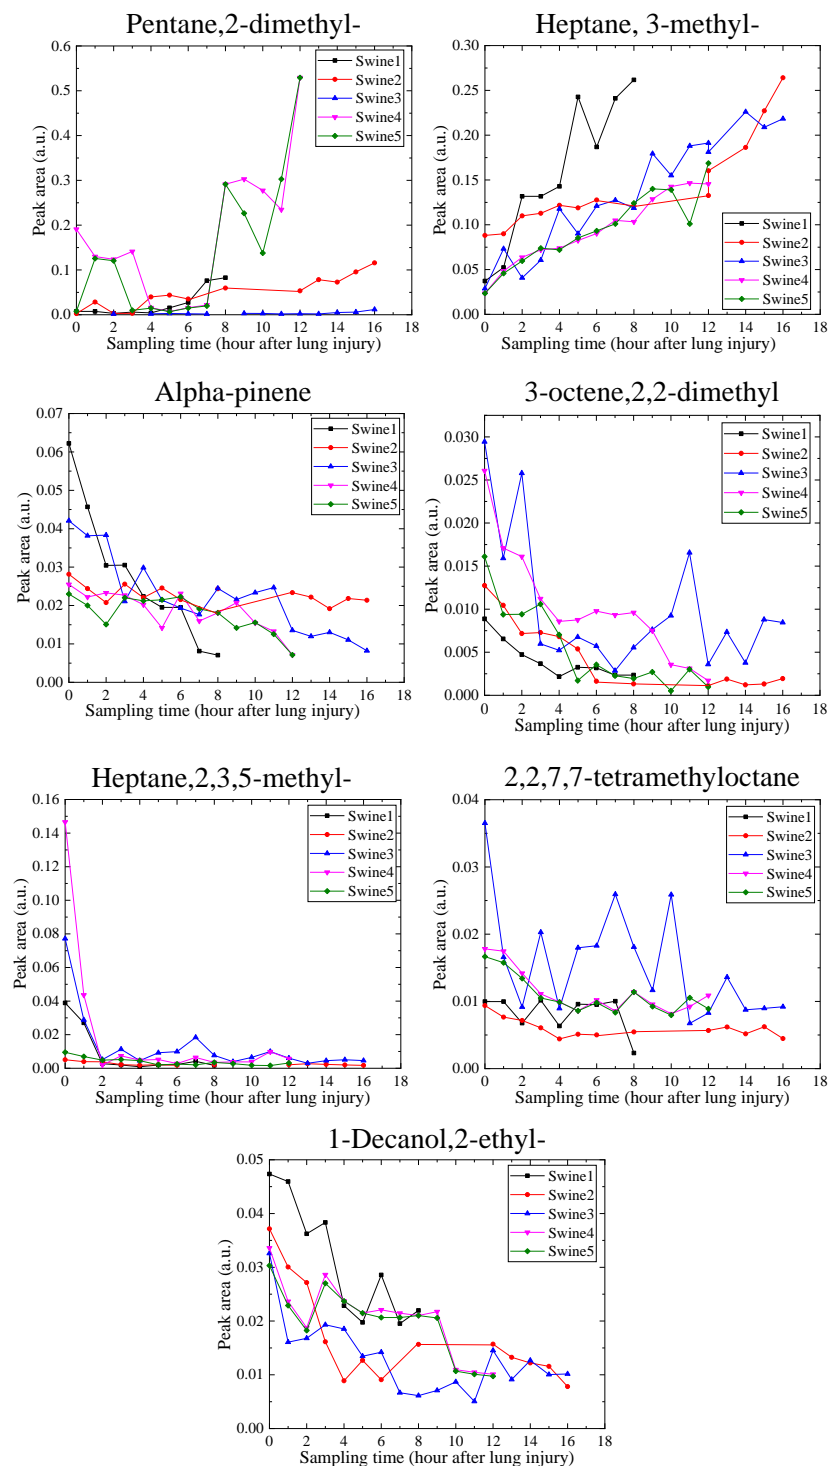 Pentane,2-dimethyl-
0.6
0.5
0.4
0.3
0.2
0.1
0.0
Peak area (a.u.)
Swine1
Swine2
Swine3
Swine4
Swine5
0 2 4 6 8 10 12 14 16 18
Sampling time (hour after lung injury)
Heptane, 3-methyl-
0.30
0.25
0.20
0.15
0.10
0.05
0.00
Peak area (a.u.)
Swine1
Swine2
Swine3
Swine4
Swine5
0 2 4 6 8 10 12 14 16 18
Sampling time (hour after lung injury)
Alpha-pinene
0.07
0.06
0.05
0.04
0.03
0.02
0.01
0.00
Peak area (a.u.)
Swine1
Swine2
Swine3
Swine4
Swine5
0 2 4 6 8 10 12 14 16 18
Sampling time (hour after lung injury)
3-octene,2,2-dimethyl
0.030
0.025
0.020
0.015
0.010
0.005
0.000
Peak area (a.u.)
Swine1
Swine2
Swine3
Swine4
Swine5
0 2 4 6 8 10 12 14 16 18
Sampling time (hour after lung injury)
Heptane,2,3,5-methyl-
0.16
0.14
0.12
0.10
0.08
0.06
0.04
0.02
0.00
Peak area (a.u.)
Swine1
Swine2
Swine3
Swine4
Swine5
0 2 4 6 8 10 12 14 16 18
Sampling time (hour after lung injury)
2,2,7,7-tetramethyloctane
0.04
0.03
0.02
0.01
0.00
Peak area (a.u.)
Swine1
Swine2
Swine3
Swine4
Swine5
0 2 4 6 8 10 12 14 16 18
Sampling time (hour after lung injury)
1-Decanol,2-ethyl-
0.05
0.04
0.03
0.02
0.01
0.00
Peak area (a.u.)
Swine1
Swine2
Swine3
Swine4
Swine5
0 2 4 6 8 10 12 14 16 18
Sampling time (hour after lung injury)